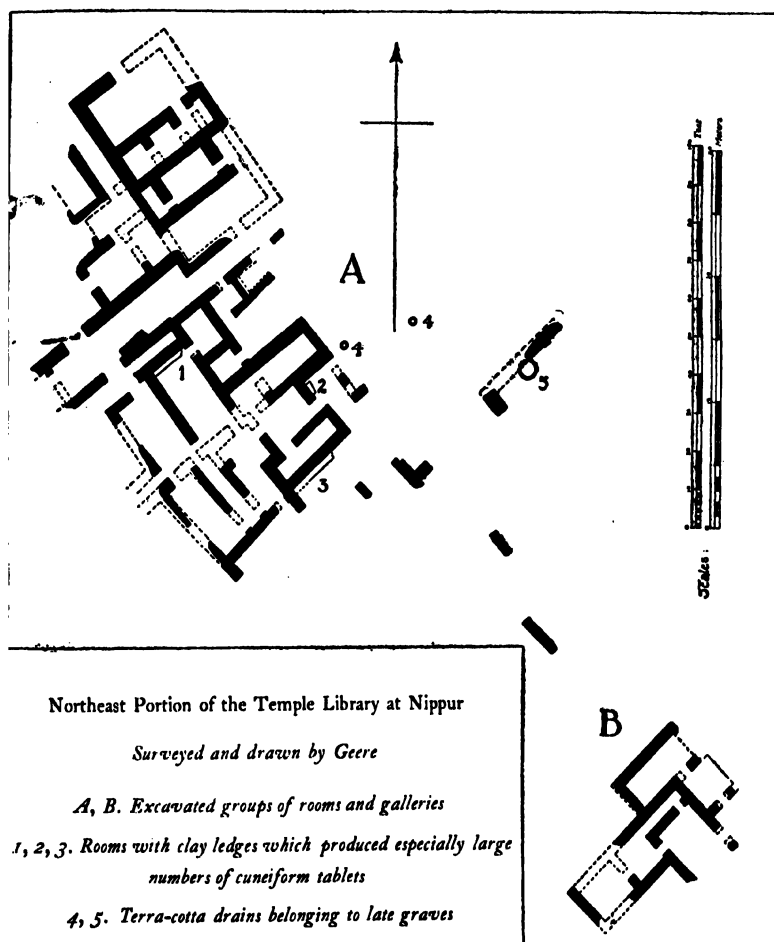 A
4
4
1
2
3
5
Feet
Meters
Scales:
B
Northeast Portion of the Temple Library at Nippur
Surveyed and drawn by Geere
A, B. Excavated groups of rooms and galleries
1, 2, 3. Rooms with clay ledges which produced especially large
numbers of cuneiform tablets
4, 5. Terra-cotta drains belonging to late graves